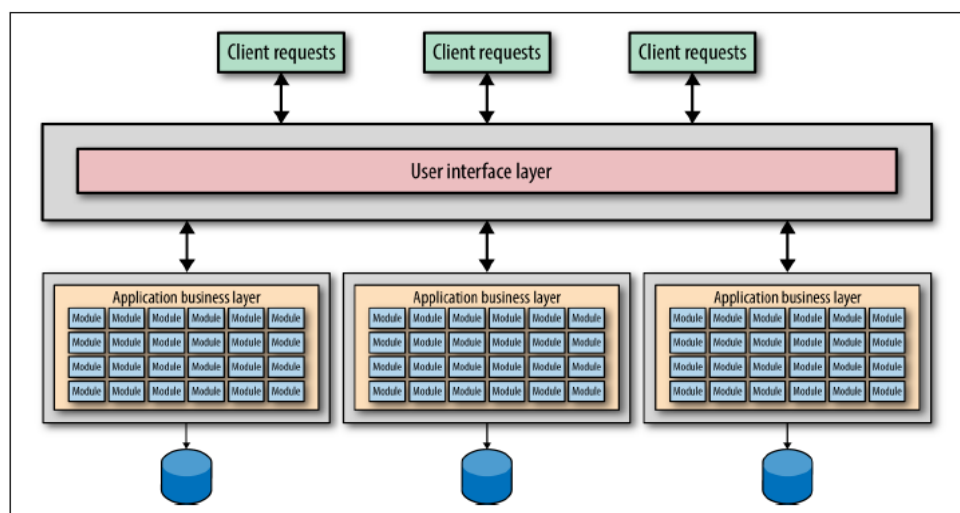 Client requests Client requests Client requests
User interface layer
Application business layer Application business layer Application business layer
Module Module Module Module Module Module Module Module Module Module Module Module Module Module Module Module Module Module
Module Module Module Module Module Module Module Module Module Module Module Module Module Module Module Module Module Module
Module Module Module Module Module Module Module Module Module Module Module Module Module Module Module Module Module Module
Module Module Module Module Module Module Module Module Module Module Module Module Module Module Module Module Module Module